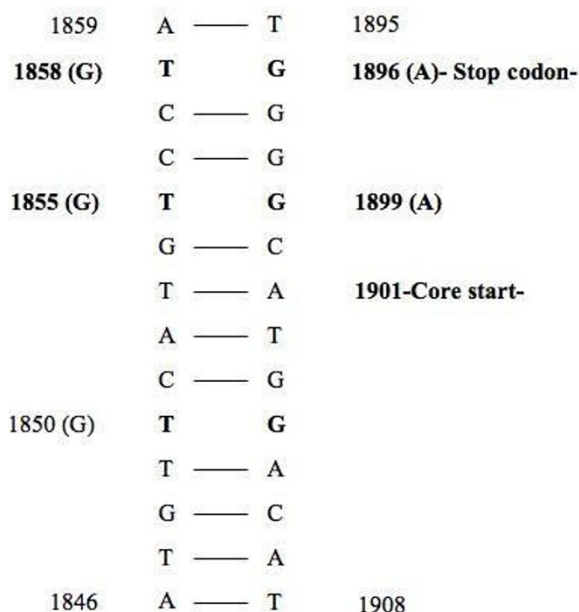 1859 A — T 1895
1858 (G) T G 1896 (A)- Stop codon-
C — G
C — G
1855 (G) T G 1899 (A)
G — C
T — A 1901-Core start-
A — T
C — G
1850 (G) T G
T — A
G — C
T — A
1846 A — T 1908